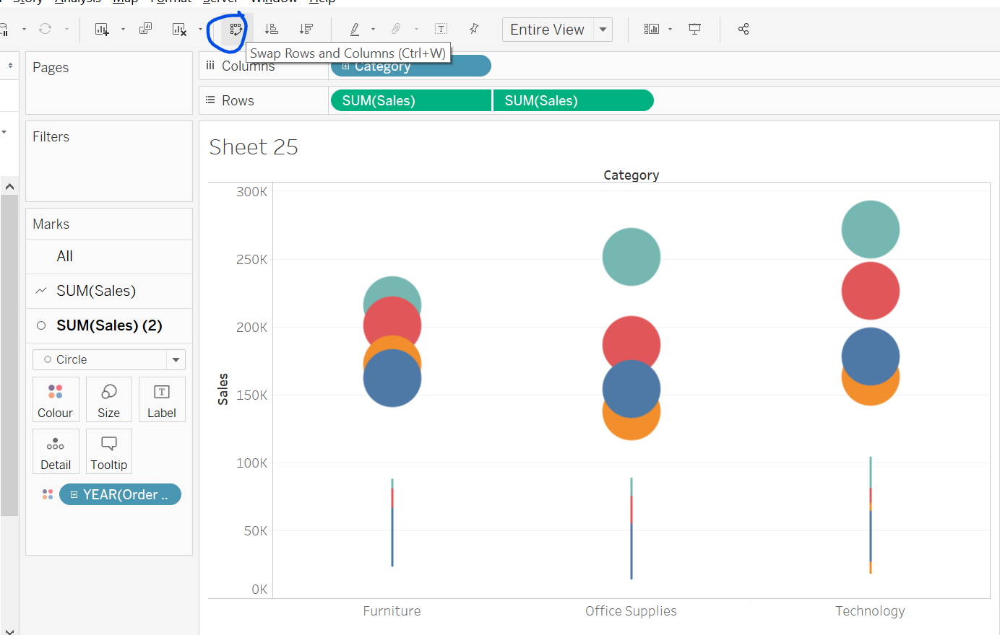 Story Analysis Map Format Server Window Help
Entire View
Swap Rows and Columns (Ctrl+W)
Pages
Columns
Category
Rows
SUM(Sales)
SUM(Sales)
Filters
Sheet 25
Category
Marks
All
SUM(Sales)
SUM(Sales) (2)
Circle
Colour
Size
T
Label
Detail
Tooltip
YEAR(Order ..
Sales
300K
250K
200K
150K
100K
50K
0K
Furniture
Office Supplies
Technology